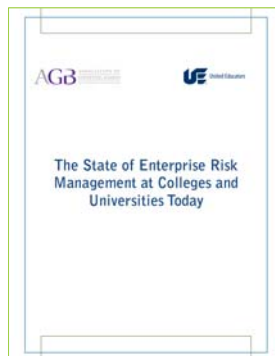 AGB
UE United Educators
The State of Enterprise Risk
Management at Colleges and
Universities Today